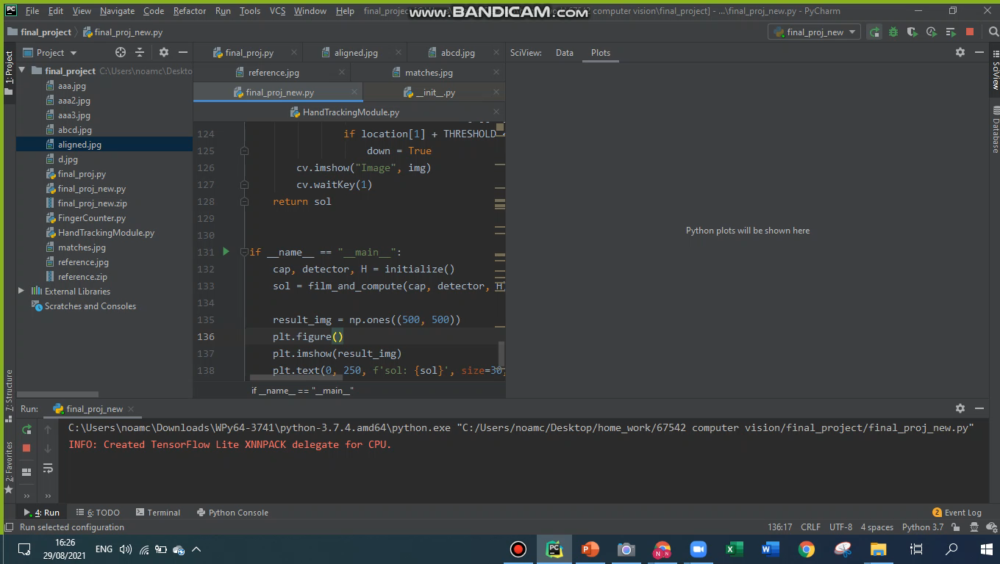 PC File Edit View Navigate Code Refactor Run Tools VCS Window Help final_project 67542 computer vision\final_project] - ...\final_proj_new.py - PyCharm
www.BANDICAM.com
final_project final_proj_new.py
final_proj_new
Project
final_proj.py aligned.jpg abcd.jpg
SciView: Data Plots
reference.jpg matches.jpg
final_proj_new.py __init__.py
HandTrackingModule.py
1: Project
final_project C:\Users\noamc\Deskto
aaa.jpg
aaa2.jpg
aaa3.jpg
abcd.jpg
aligned.jpg
d.jpg
final_proj.py
final_proj_new.py
final_proj_new.zip
FingerCounter.py
HandTrackingModule.py
matches.jpg
reference.jpg
reference.zip
External Libraries
Scratches and Consoles
124 if location[1] + THRESHOLD
125 down = True
126 cv.imshow("Image", img)
127 cv.waitKey(1)
128 return sol
129
130
131 if __name__ == "__main__":
132 cap, detector, H = initialize()
133 sol = film_and_compute(cap, detector, H
134
135 result_img = np.ones((500, 500))
136 plt.figure()
137 plt.imshow(result_img)
138 plt.text(0, 250, f'sol: {sol}', size=30,
if __name__ == "__main__"
Python plots will be shown here
SciView
Database
7: Structure
2: Favorites
Run: final_proj_new
C:\Users\noamc\Downloads\WPy64-3741\python-3.7.4.amd64\python.exe "C:/Users/noamc/Desktop/home_work/67542 computer vision/final_project/final_proj_new.py"
INFO: Created TensorFlow Lite XNNPACK delegate for CPU.
4: Run 6: TODO Terminal Python Console
2 Event Log
Run selected configuration
136:17 CRLF UTF-8 4 spaces Python 3.7
16:26
29/08/2021
ENG